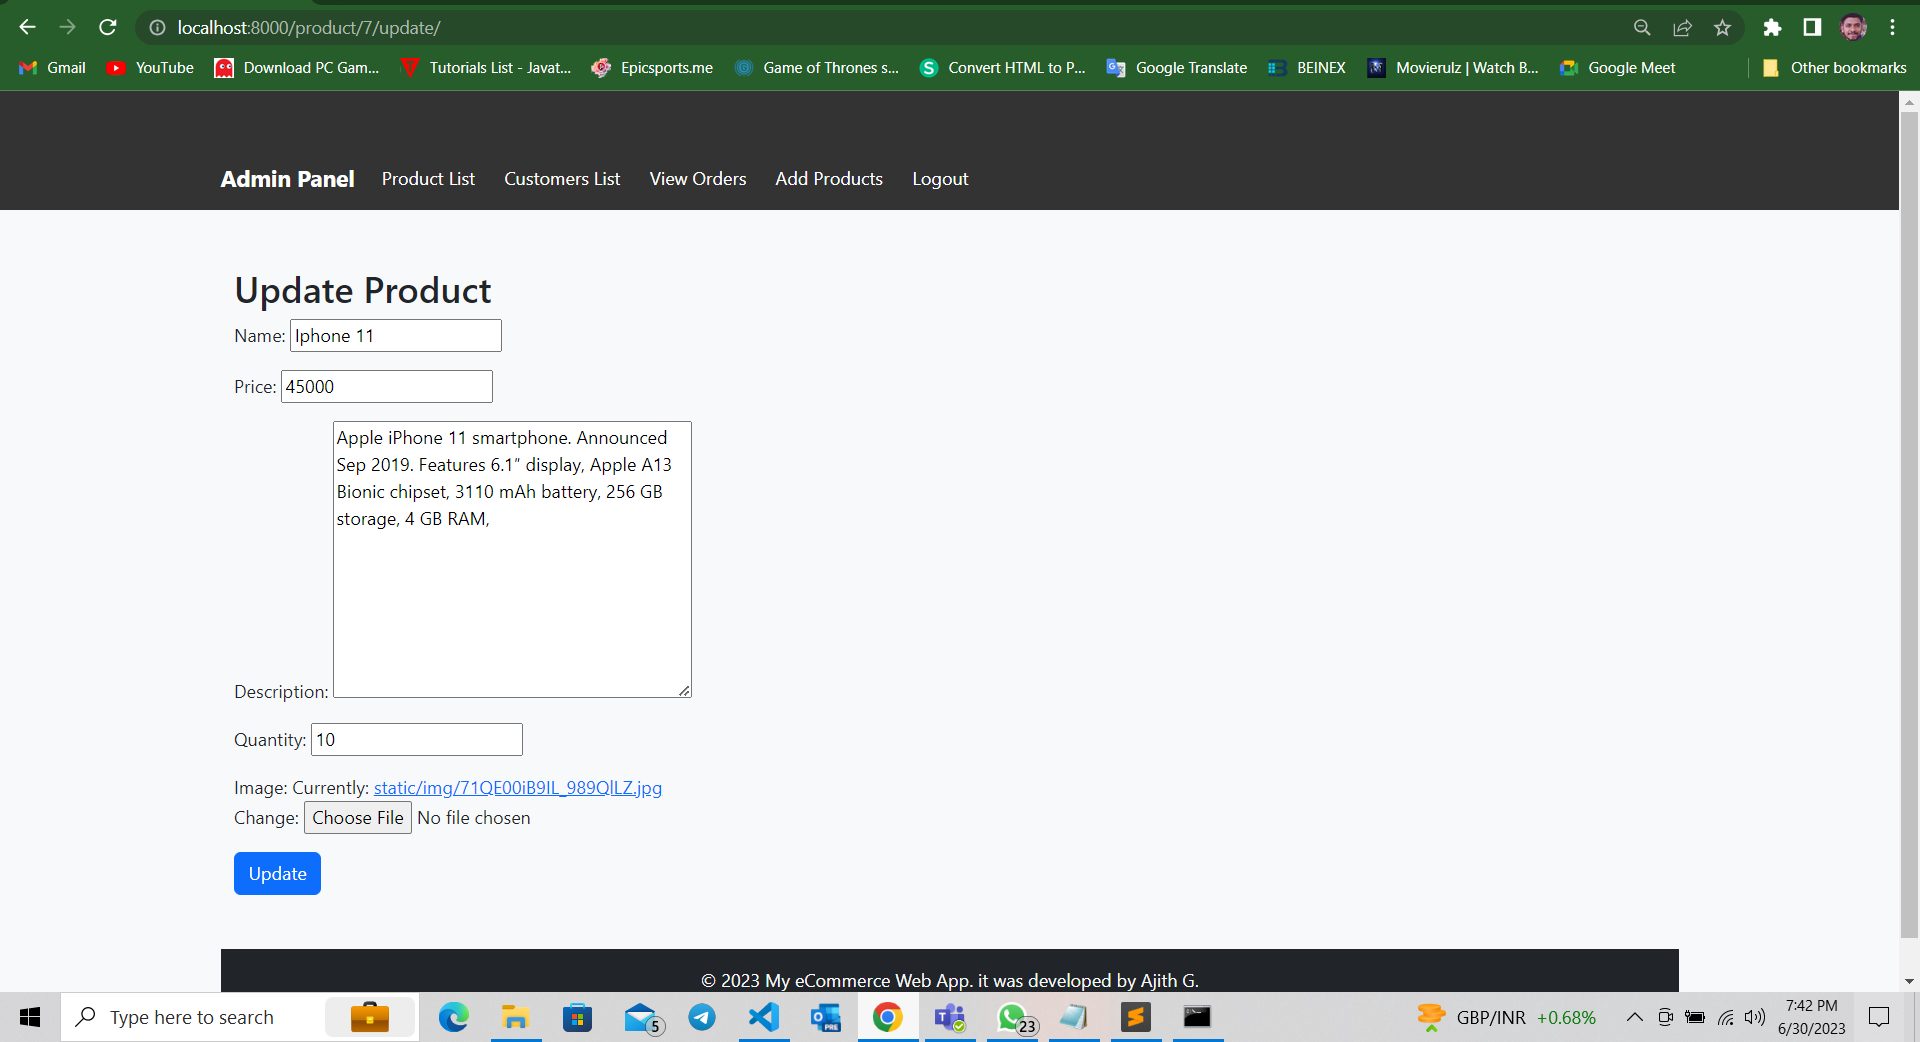 localhost:8000/product/7/update/
Gmail YouTube Download PC Gam... Tutorials List - Javat... Epicsports.me Game of Thrones s... Convert HTML to P... Google Translate BEINEX Movierulz | Watch B... Google Meet Other bookmarks
Admin Panel Product List Customers List View Orders Add Products Logout
Update Product
Name: Iphone 11
Price: 45000
Apple iPhone 11 smartphone. Announced
Sep 2019. Features 6.1″ display, Apple A13
Bionic chipset, 3110 mAh battery, 256 GB
storage, 4 GB RAM,
Description:
Quantity: 10
Image: Currently: static/img/71QE00iB9IL_989QlLZ.jpg
Change: Choose File No file chosen
Update
© 2023 My eCommerce Web App. it was developed by Ajith G.
Type here to search 5 23 GBP/INR +0.68% 7:42 PM
6/30/2023